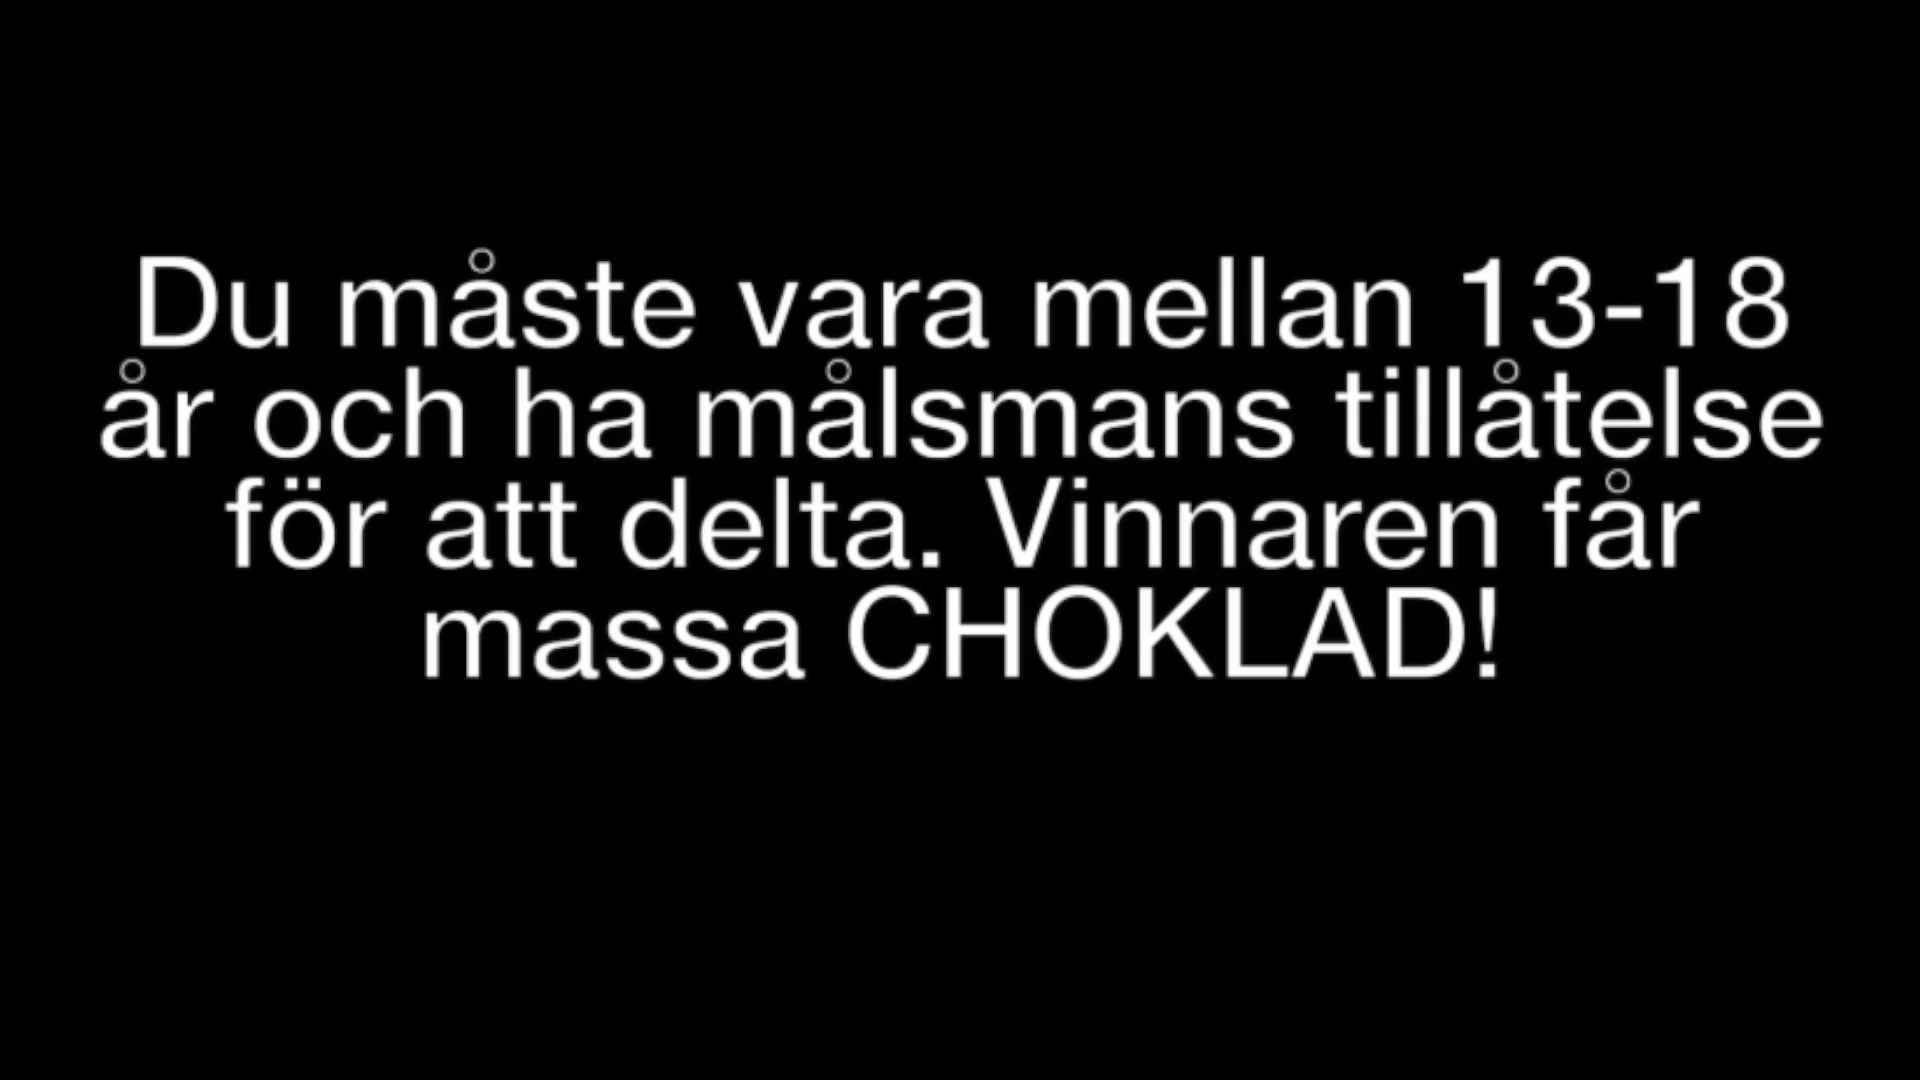 Du måste vara mellan 13-18
år och ha målsmans tillåtelse
för att delta. Vinnaren får
massa CHOKLAD!